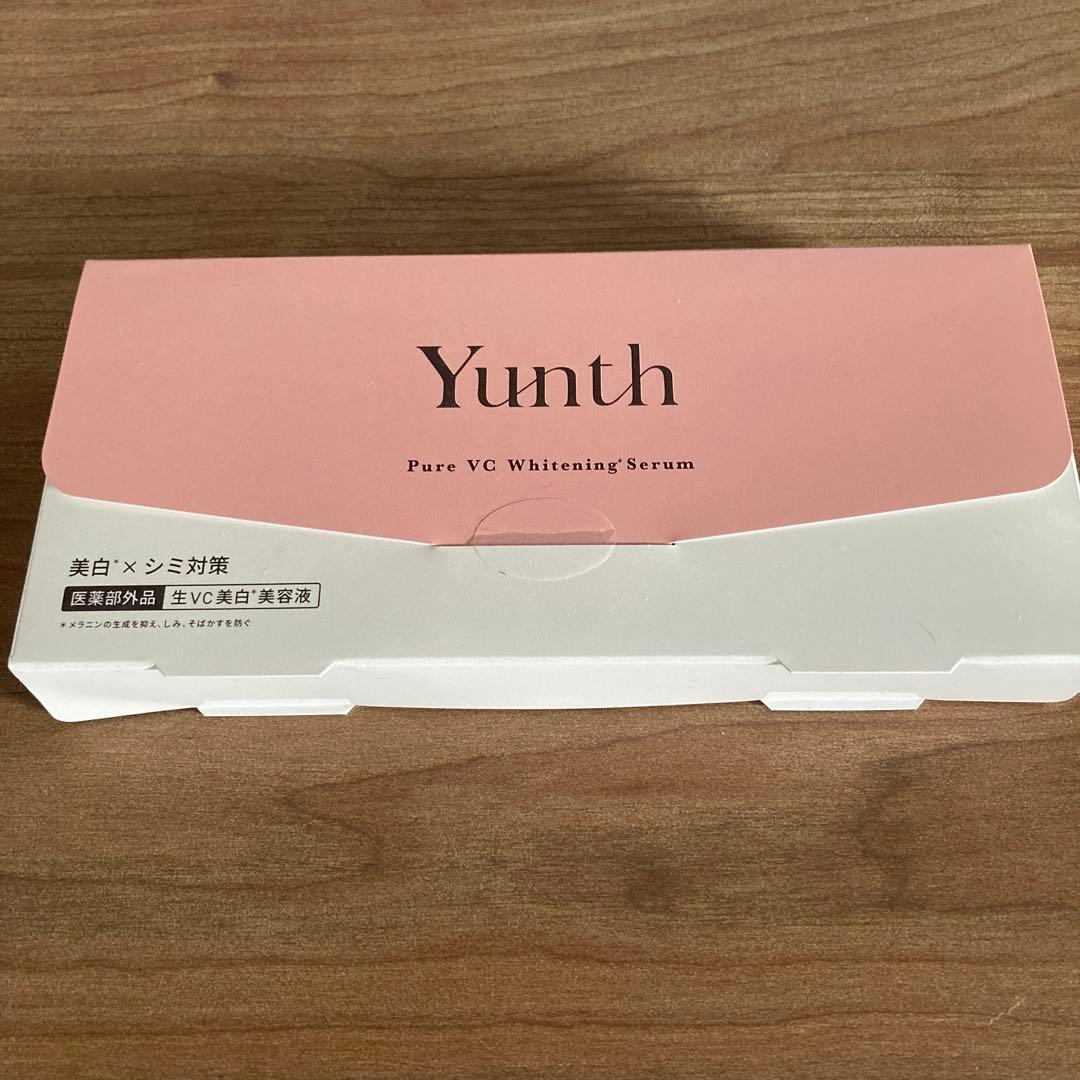 Yunth
Pure VC Whitening*Serum
美白*×シミ対策
医薬部外品 生VC美白*美容液
*メラニンの生成を抑え、しみ、そばかすを防ぐ